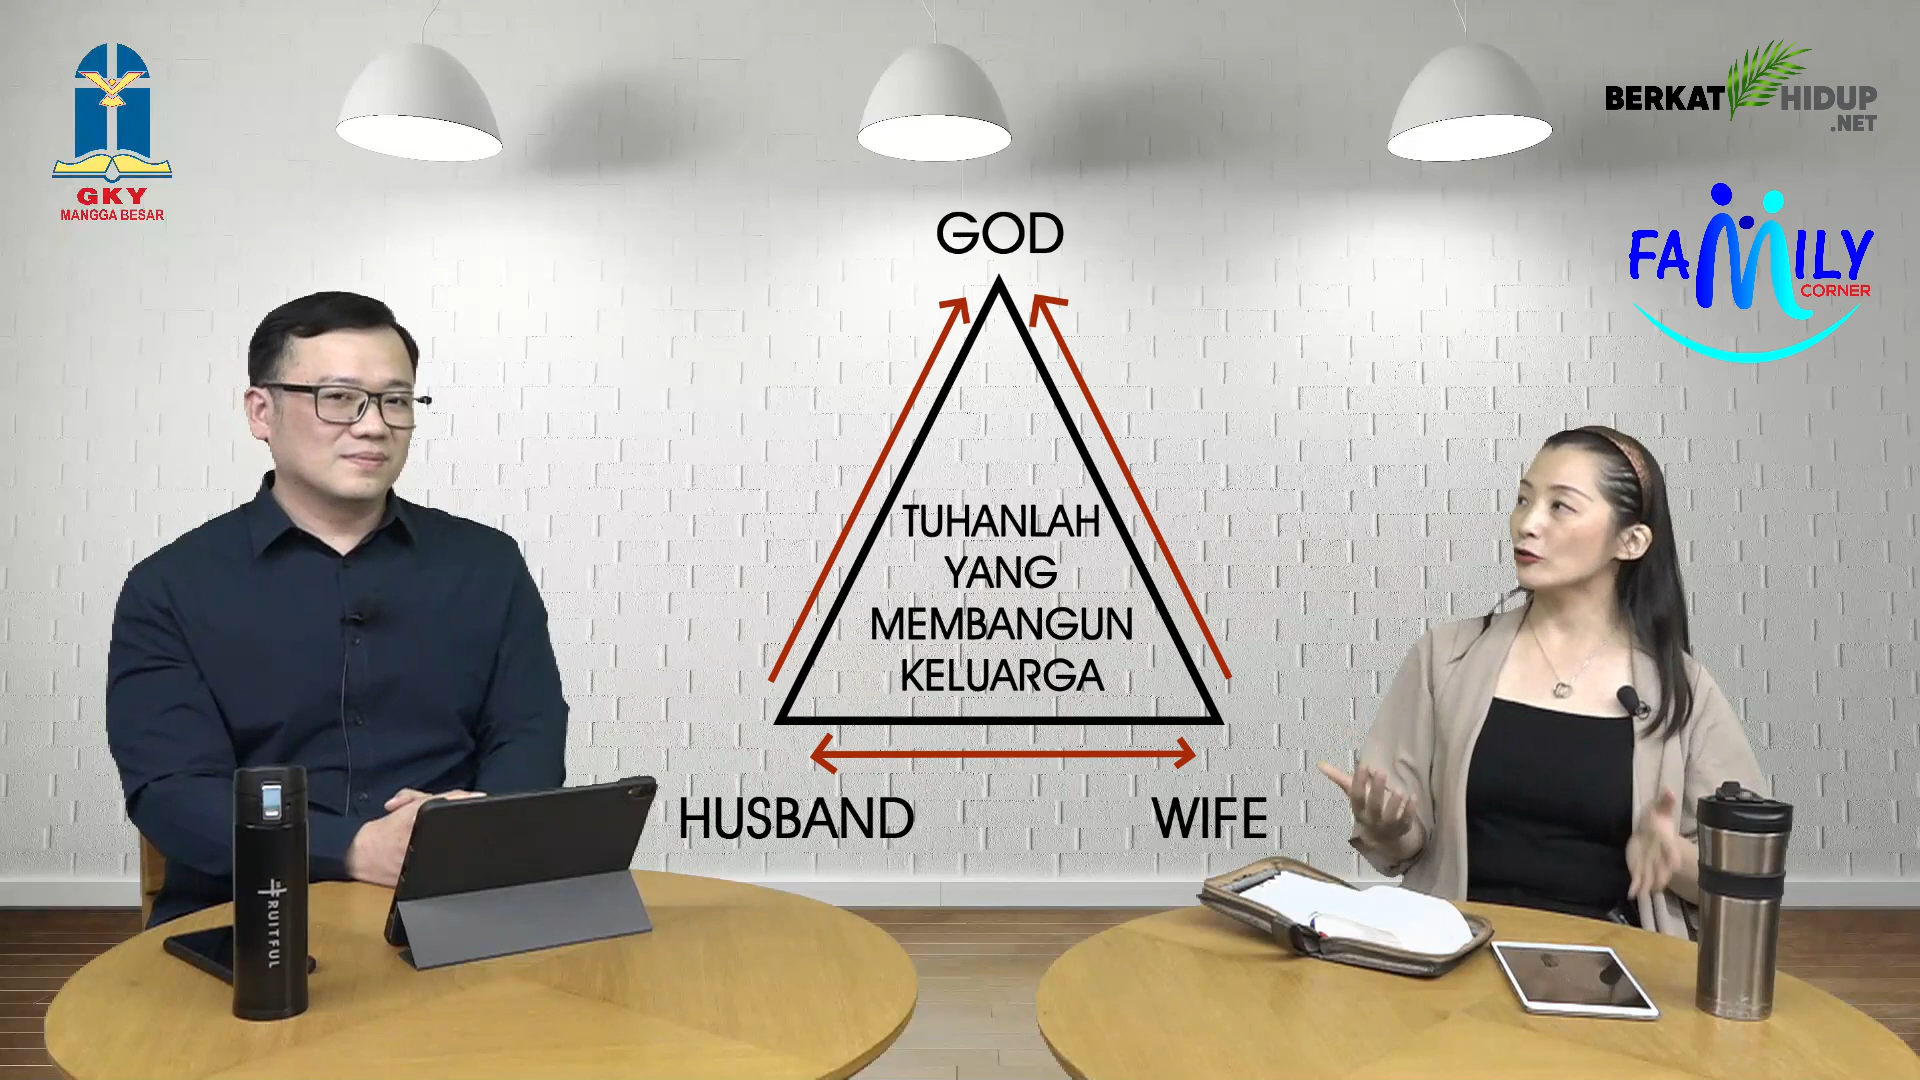 GKY
MANGGA BESAR
BERKAT HIDUP
.NET
FAMILY
CORNER
GOD
TUHANLAH
YANG
MEMBANGUN
KELUARGA
HUSBAND
WIFE
FRUITFUL